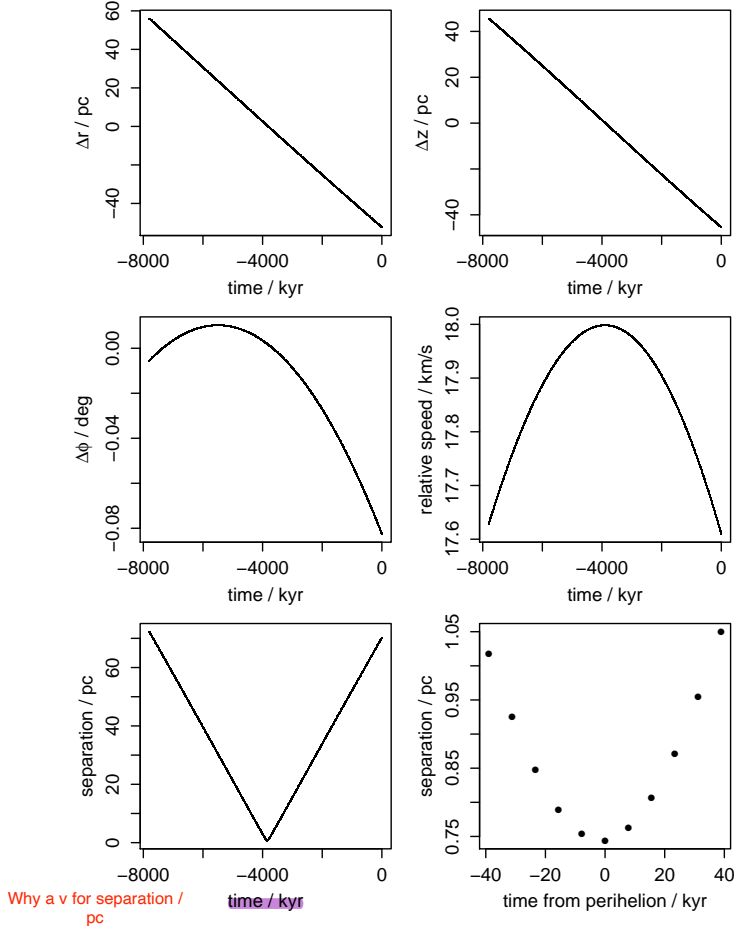 60
40
20
0
−40
Δr / pc
−8000 −4000 0
time / kyr
40
20
0
−40
Δz / pc
−8000 −4000 0
time / kyr
0.00
−0.04
−0.08
Δϕ / deg
−8000 −4000 0
time / kyr
18.0
17.9
17.8
17.7
17.6
relative speed / km/s
−8000 −4000 0
time / kyr
60
40
20
0
separation / pc
−8000 −4000 0
time / kyr
1.05
0.95
0.85
0.75
separation / pc
−40 −20 0 20 40
time from perihelion / kyr
Why a v for separation /
pc